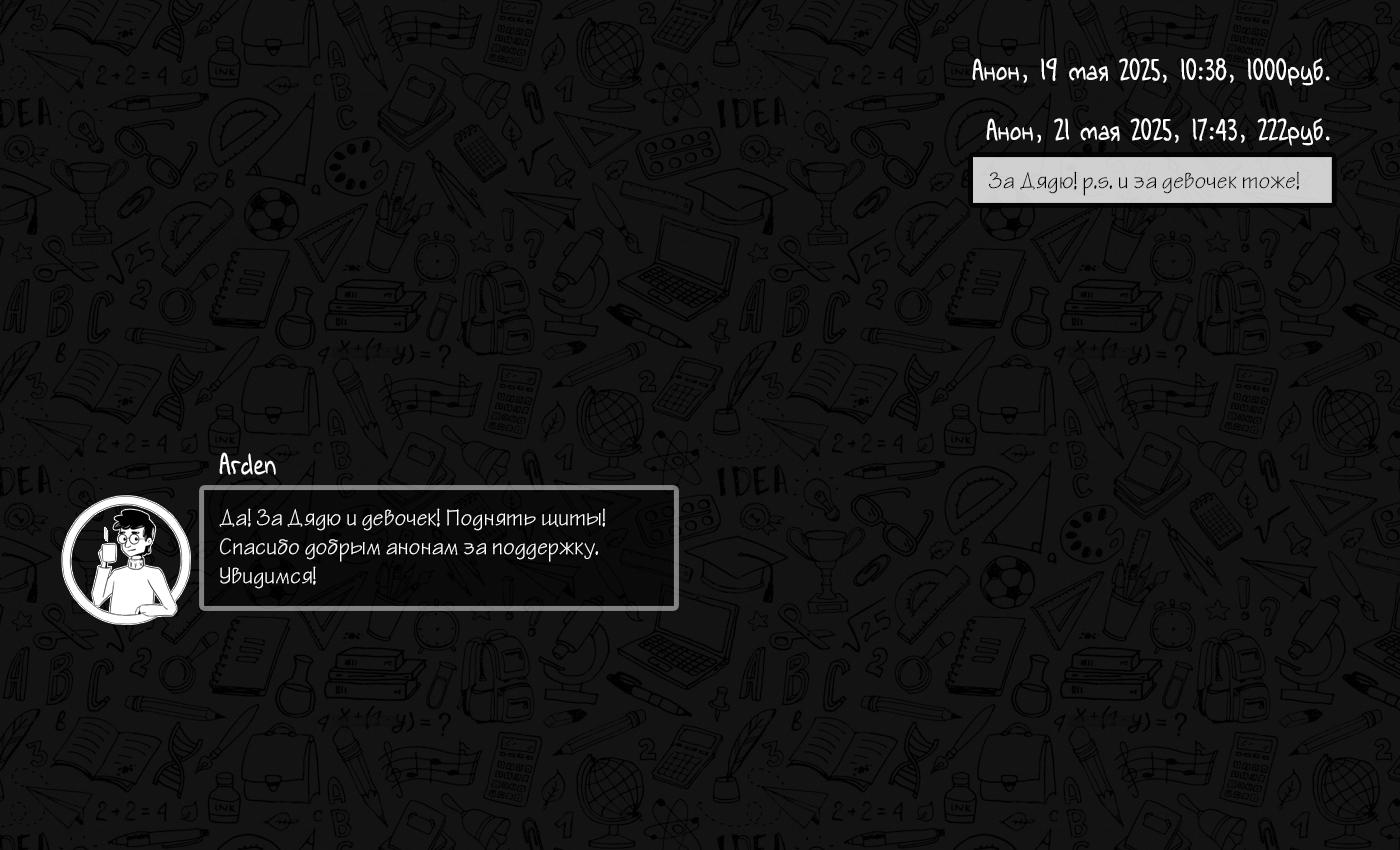 Анон, 19 мая 2025, 10:38, 1000руб.
Анон, 21 мая 2025, 17:43, 222руб.
За Дядю! p.s. и за девочек тоже!
Arden
Да! За Дядю и девочек! Поднять щиты!
Спасибо добрым анонам за поддержку.
Увидимся!